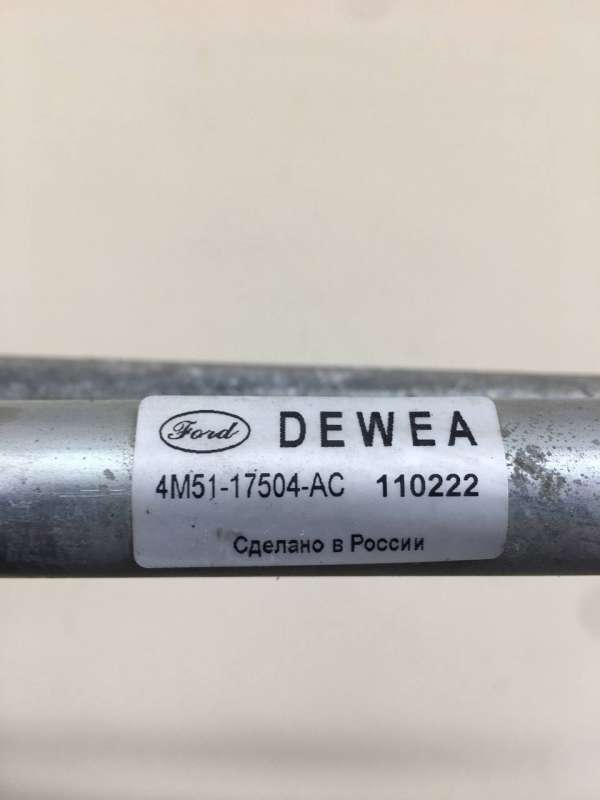 Ford DEWEA
4M51-17504-AC 110222
Сделано в России